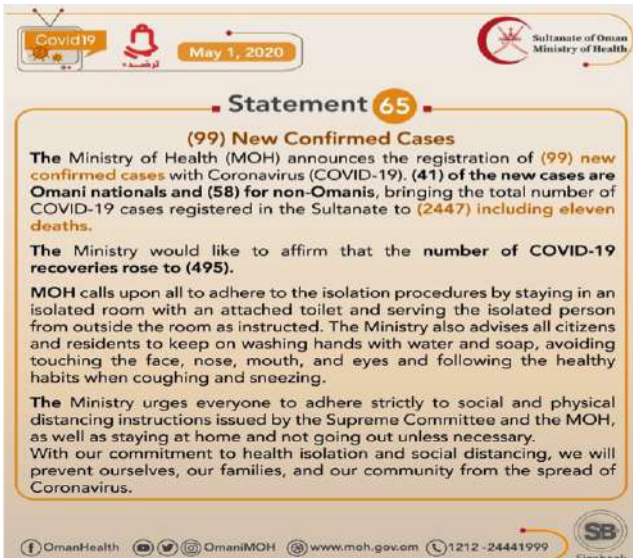 Covid19
ترصد
May 1, 2020
Sultanate of Oman
Ministry of Health
Statement 65
(99) New Confirmed Cases
The Ministry of Health (MOH) announces the registration of (99) new
confirmed cases with Coronavirus (COVID-19). (41) of the new cases are
Omani nationals and (58) for non-Omanis, bringing the total number of
COVID-19 cases registered in the Sultanate to (2447) including eleven
deaths.
The Ministry would like to affirm that the number of COVID-19
recoveries rose to (495).
MOH calls upon all to adhere to the isolation procedures by staying in an
isolated room with an attached toilet and serving the isolated person
from outside the room as instructed. The Ministry also advises all citizens
and residents to keep on washing hands with water and soap, avoiding
touching the face, nose, mouth, and eyes and following the healthy
habits when coughing and sneezing.
The Ministry urges everyone to adhere strictly to social and physical
distancing instructions issued by the Supreme Committee and the MOH,
as well as staying at home and not going out unless necessary.
With our commitment to health isolation and social distancing, we will
prevent ourselves, our families, and our community from the spread of
Coronavirus.
OmanHealth OmaniMOH www.moh.gov.om 1212 -24441999
SB